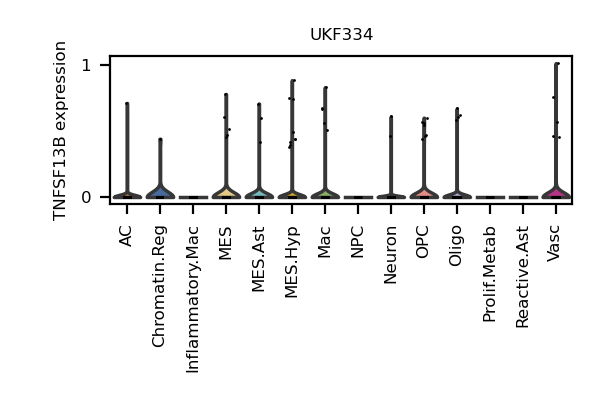 UKF334
TNFSF13B expression
1
0
AC
Chromatin.Reg
Inflammatory.Mac
MES
MES.Ast
MES.Hyp
Mac
NPC
Neuron
OPC
Oligo
Prolif.Metab
Reactive.Ast
Vasc